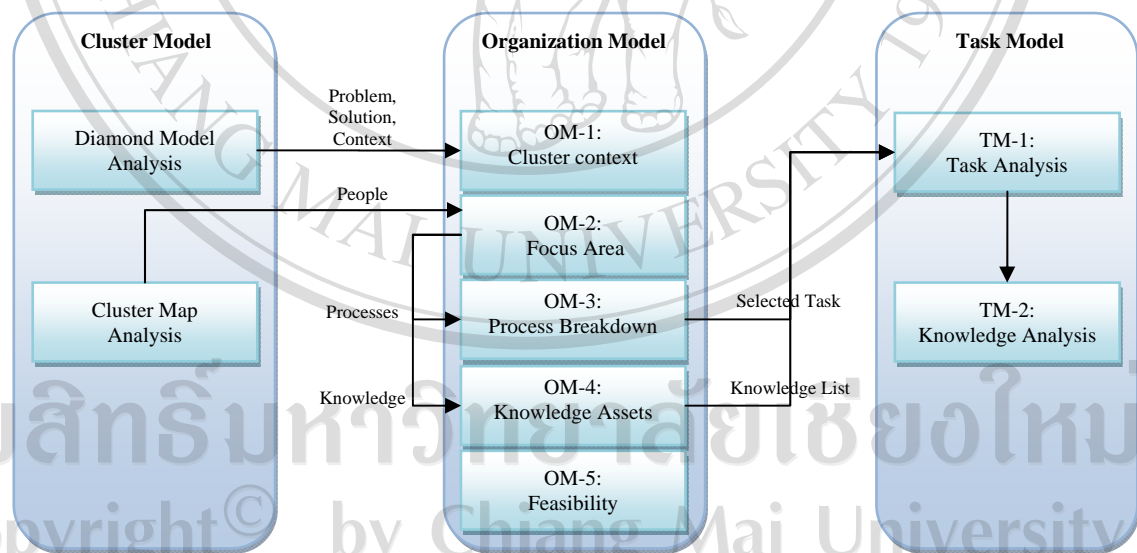 Cluster Model
Diamond Model
Analysis
Cluster Map
Analysis
Problem,
Solution,
Context
People
Processes
Knowledge
Organization Model
OM-1:
Cluster context
OM-2:
Focus Area
OM-3:
Process Breakdown
OM-4:
Knowledge Assets
OM-5:
Feasibility
Selected Task
Knowledge List
Task Model
TM-1:
Task Analysis
TM-2:
Knowledge Analysis
MAI UNIVERSITY
สิทธิ์มหาวิทยาลัยเชียงใหม่
by Chiang Mai University